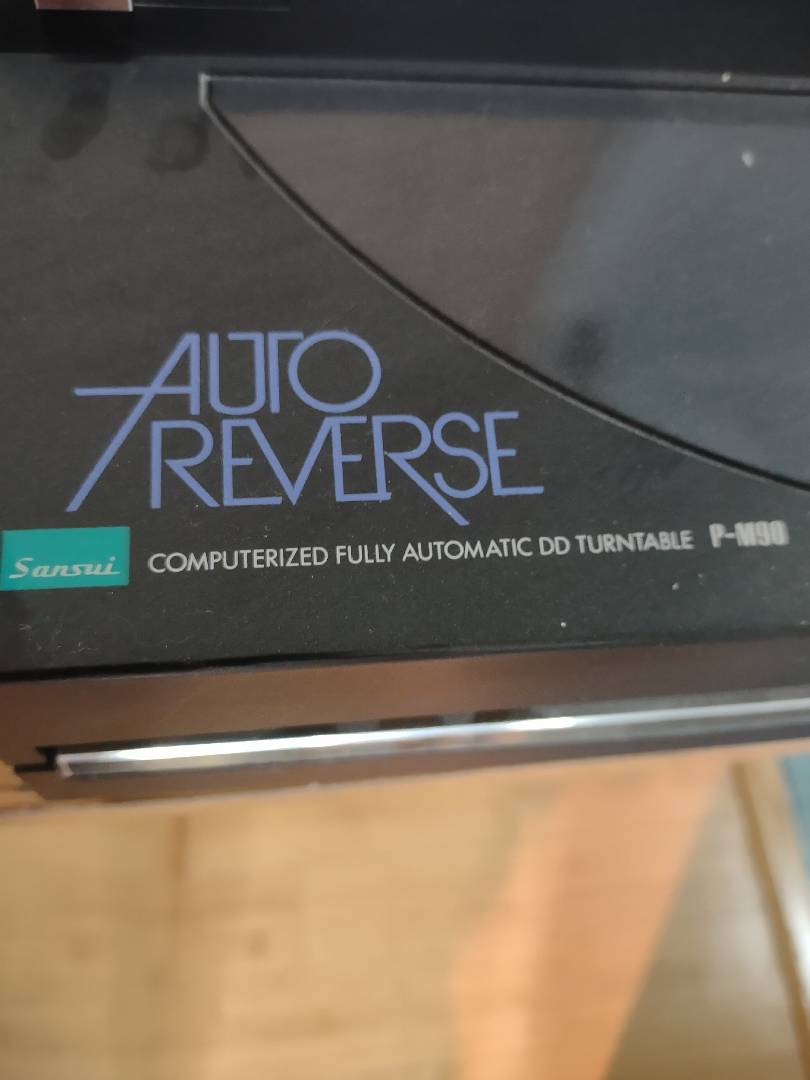 AUTO
REVERSE
Sansui COMPUTERIZED FULLY AUTOMATIC DD TURNTABLE P-M90